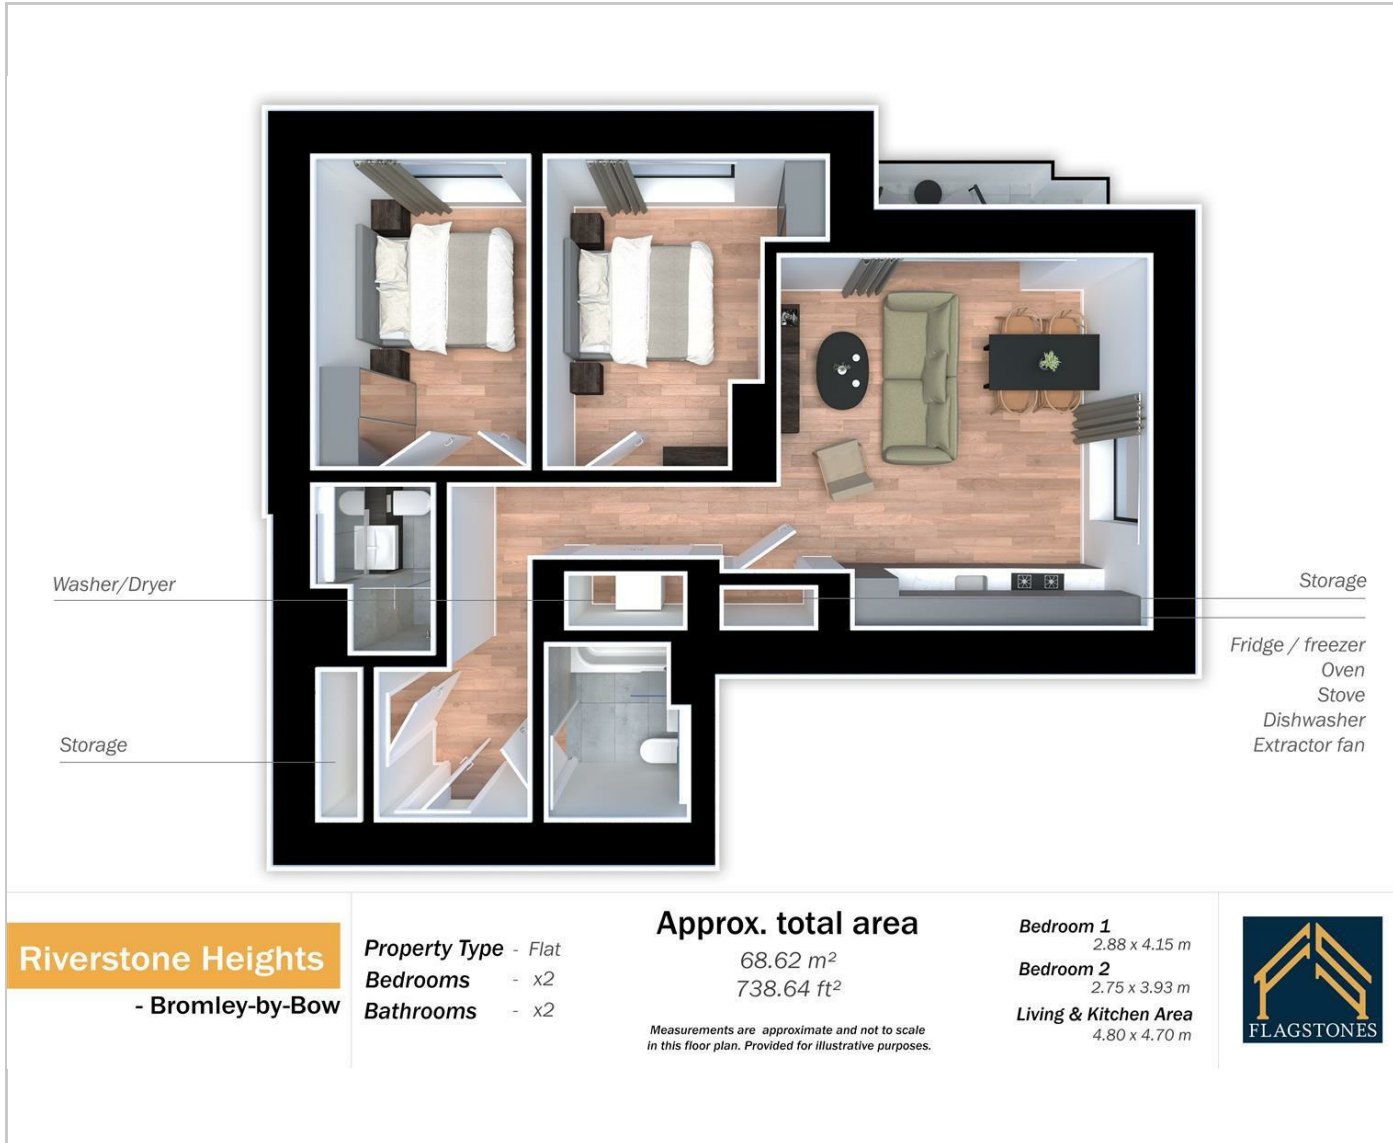 Washer/Dryer
Storage
Storage
Fridge / freezer
Oven
Stove
Dishwasher
Extractor fan
Riverstone Heights
- Bromley-by-Bow
Property Type - Flat
Bedrooms - x2
Bathrooms - x2
Approx. total area
68.62 m²
738.64 ft²
Measurements are approximate and not to scale
in this floor plan. Provided for illustrative purposes.
Bedroom 1
2.88 x 4.15 m
Bedroom 2
2.75 x 3.93 m
Living & Kitchen Area
4.80 x 4.70 m
FLAGSTONES